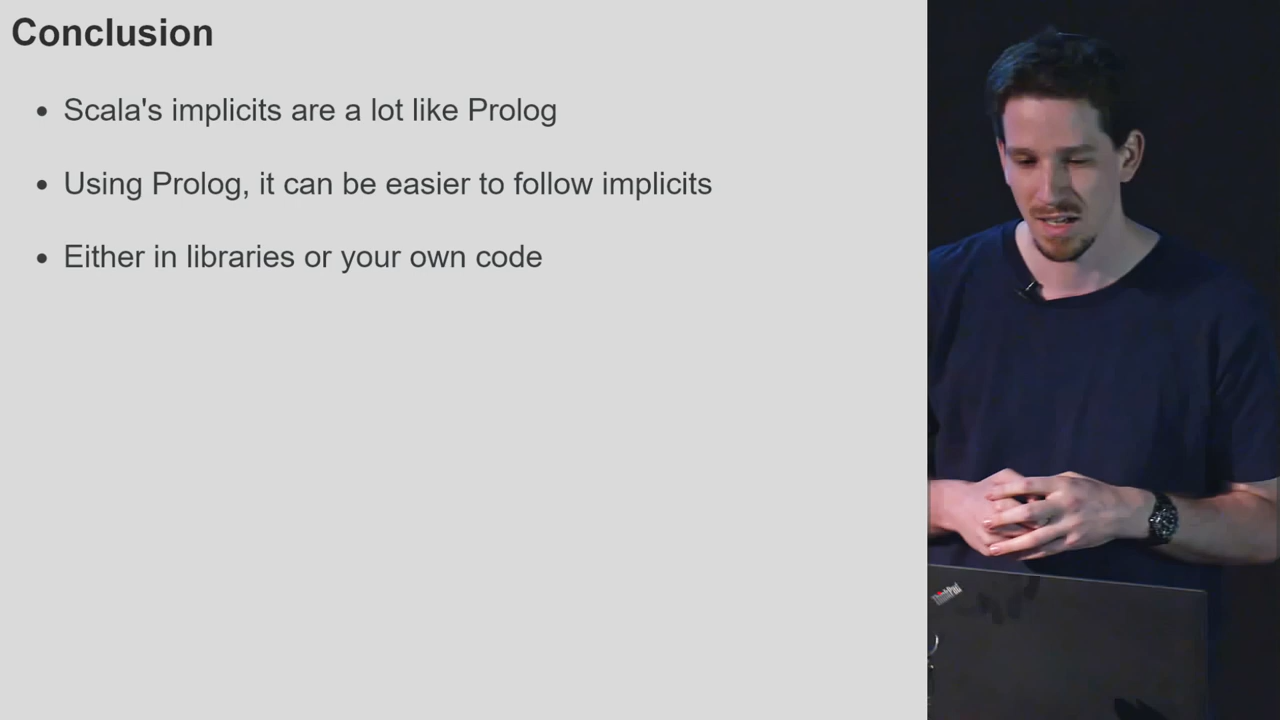 Conclusion
• Scala's implicits are a lot like Prolog
• Using Prolog, it can be easier to follow implicits
• Either in libraries or your own code
ThinkPad